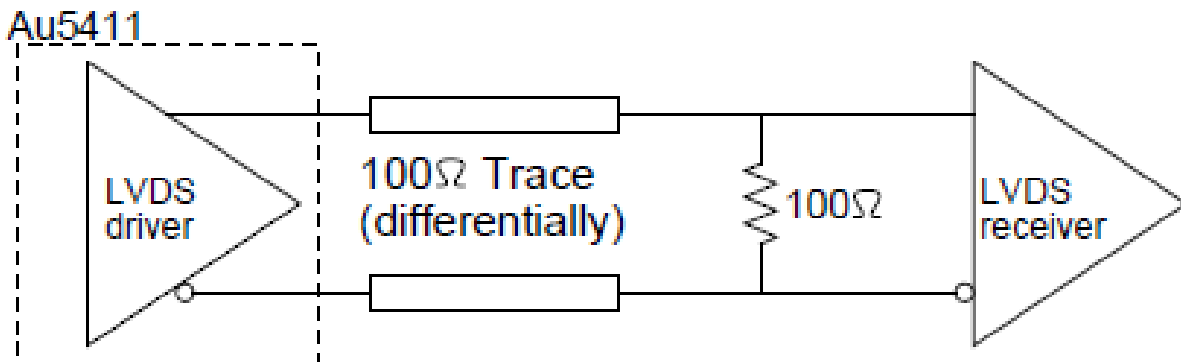 Au5411
LVDS
driver
100Ω Trace
(differentially)
100Ω
LVDS
receiver